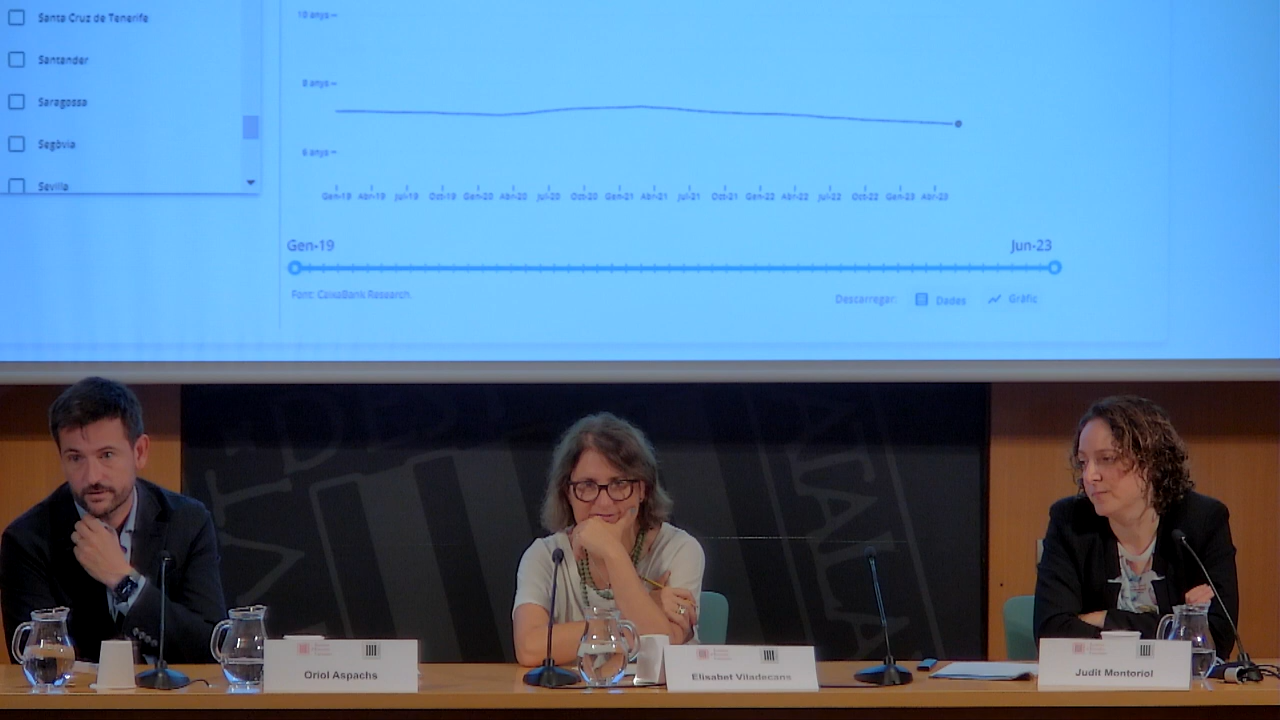 Santa Cruz de Tenerife
Santander
Saragossa
Segòvia
Sevilla
10 anys
8 anys
6 anys
Gen-19 Abr-19 Jul-19 Oct-19 Gen-20 Abr-20 Jul-20 Oct-20 Gen-21 Abr-21 Jul-21 Oct-21 Gen-22 Abr-22 Jul-22 Oct-22 Gen-23 Abr-23
Gen-19 Jun-23
Font: CaixaBank Research.
Descarregar: Dades Gràfic
Oriol Aspachs
Elisabet Viladecans
Judit Montoriol